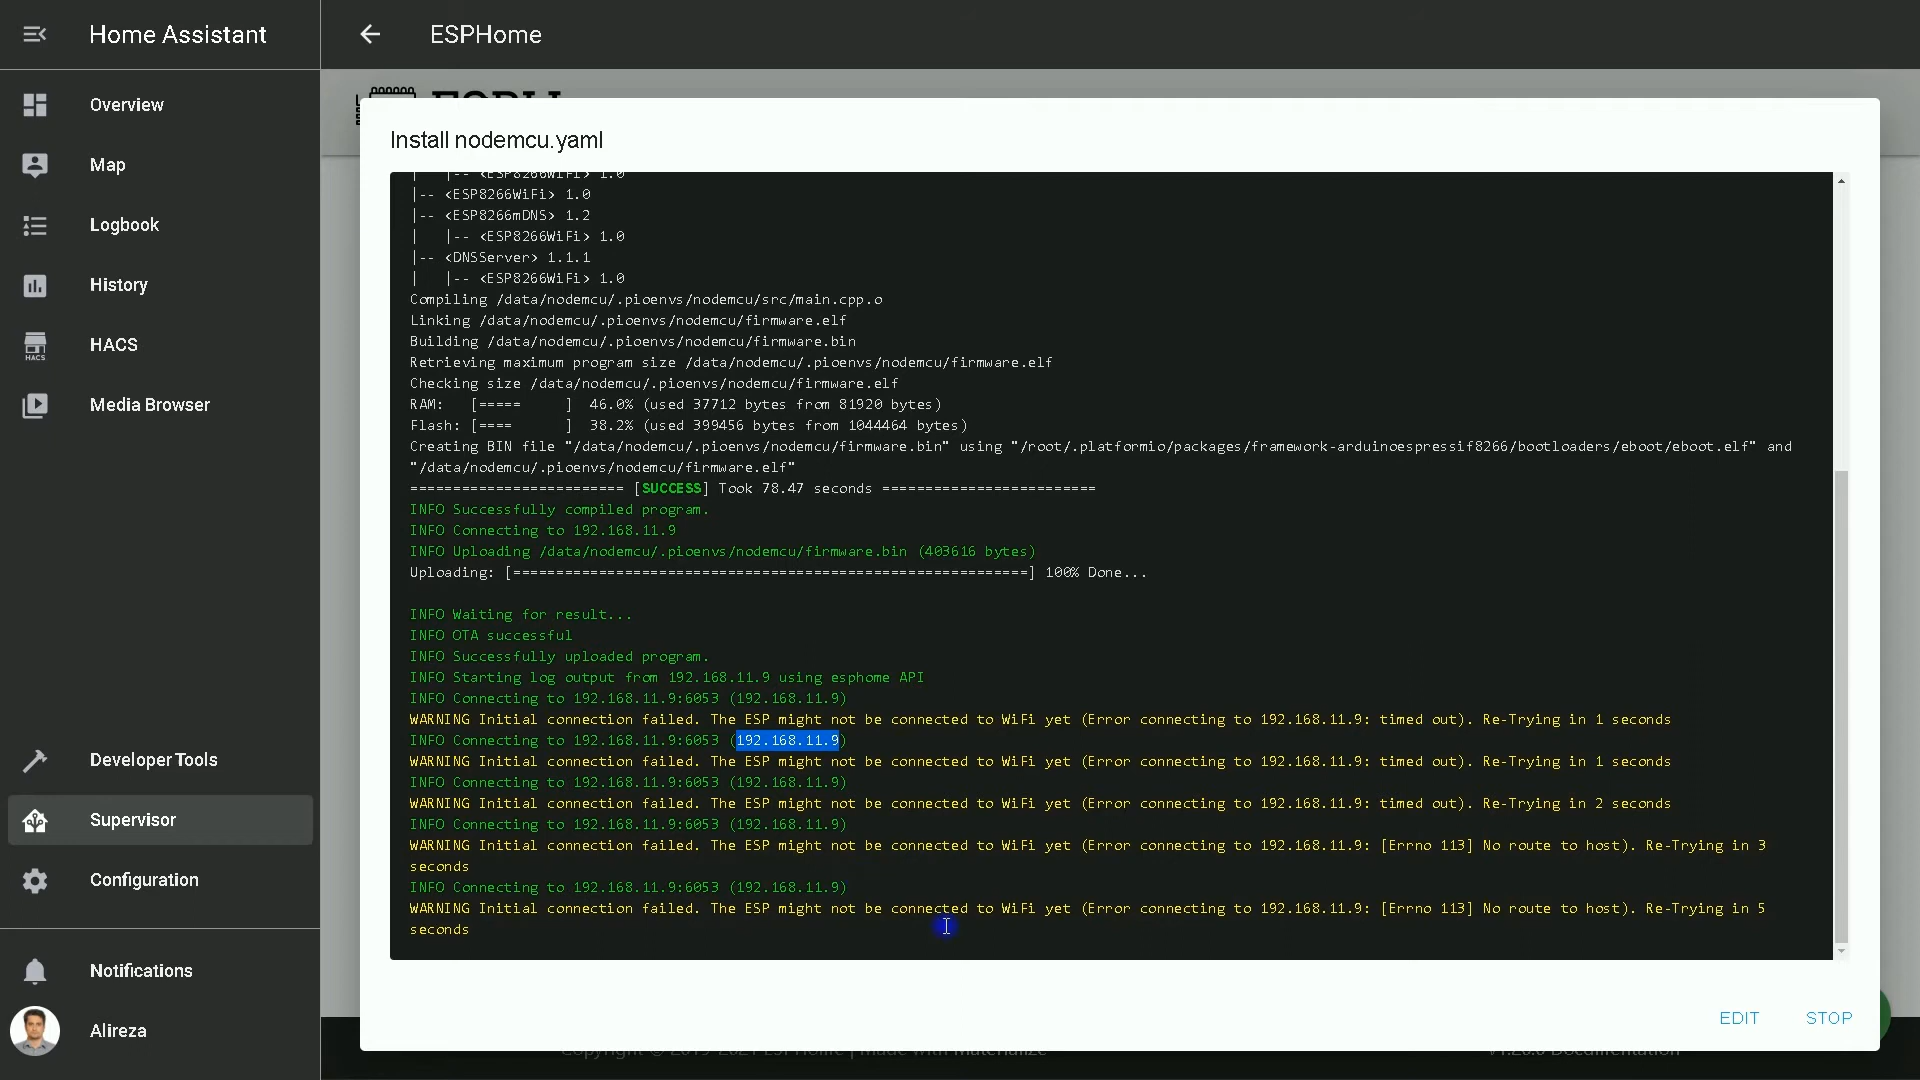 Home Assistant
ESPHome
Overview
Map
Logbook
History
HACS
HACS
Media Browser
Developer Tools
Supervisor
Configuration
Notifications
Alireza
Install nodemcu.yaml
|   |-- <ESP8266WiFi> 1.0
|-- <ESP8266WiFi> 1.0
|-- <ESP8266mDNS> 1.2
|   |-- <ESP8266WiFi> 1.0
|-- <DNSServer> 1.1.1
|   |-- <ESP8266WiFi> 1.0
Compiling /data/nodemcu/.pioenvs/nodemcu/src/main.cpp.o
Linking /data/nodemcu/.pioenvs/nodemcu/firmware.elf
Building /data/nodemcu/.pioenvs/nodemcu/firmware.bin
Retrieving maximum program size /data/nodemcu/.pioenvs/nodemcu/firmware.elf
Checking size /data/nodemcu/.pioenvs/nodemcu/firmware.elf
RAM:   [=====     ]  46.0% (used 37712 bytes from 81920 bytes)
Flash: [====      ]  38.2% (used 399456 bytes from 1044464 bytes)
Creating BIN file "/data/nodemcu/.pioenvs/nodemcu/firmware.bin" using "/root/.platformio/packages/framework-arduinoespressif8266/bootloaders/eboot/eboot.elf" and
"/data/nodemcu/.pioenvs/nodemcu/firmware.elf"
========================= [SUCCESS] Took 78.47 seconds =========================
INFO Successfully compiled program.
INFO Connecting to 192.168.11.9
INFO Uploading /data/nodemcu/.pioenvs/nodemcu/firmware.bin (403616 bytes)
Uploading: [============================================================] 100% Done...
INFO Waiting for result...
INFO OTA successful
INFO Successfully uploaded program.
INFO Starting log output from 192.168.11.9 using esphome API
INFO Connecting to 192.168.11.9:6053 (192.168.11.9)
WARNING Initial connection failed. The ESP might not be connected to WiFi yet (Error connecting to 192.168.11.9: timed out). Re-Trying in 1 seconds
INFO Connecting to 192.168.11.9:6053 (192.168.11.9)
WARNING Initial connection failed. The ESP might not be connected to WiFi yet (Error connecting to 192.168.11.9: timed out). Re-Trying in 1 seconds
INFO Connecting to 192.168.11.9:6053 (192.168.11.9)
WARNING Initial connection failed. The ESP might not be connected to WiFi yet (Error connecting to 192.168.11.9: timed out). Re-Trying in 2 seconds
INFO Connecting to 192.168.11.9:6053 (192.168.11.9)
WARNING Initial connection failed. The ESP might not be connected to WiFi yet (Error connecting to 192.168.11.9: [Errno 113] No route to host). Re-Trying in 3
seconds
INFO Connecting to 192.168.11.9:6053 (192.168.11.9)
WARNING Initial connection failed. The ESP might not be connected to WiFi yet (Error connecting to 192.168.11.9: [Errno 113] No route to host). Re-Trying in 5
seconds
EDIT
STOP